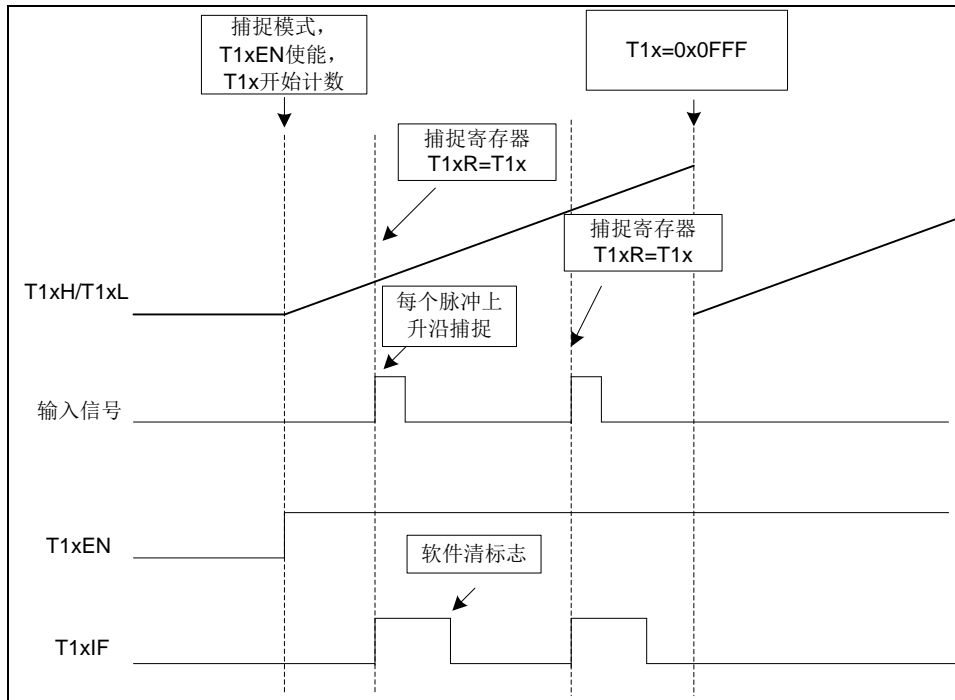 捕捉模式，
T1xEN使能，
T1x开始计数
T1x=0x0FFF
捕捉寄存器
T1xR=T1x
捕捉寄存器
T1xR=T1x
T1xH/T1xL
每个脉冲上
升沿捕捉
输入信号
T1xEN
软件清标志
T1xIF